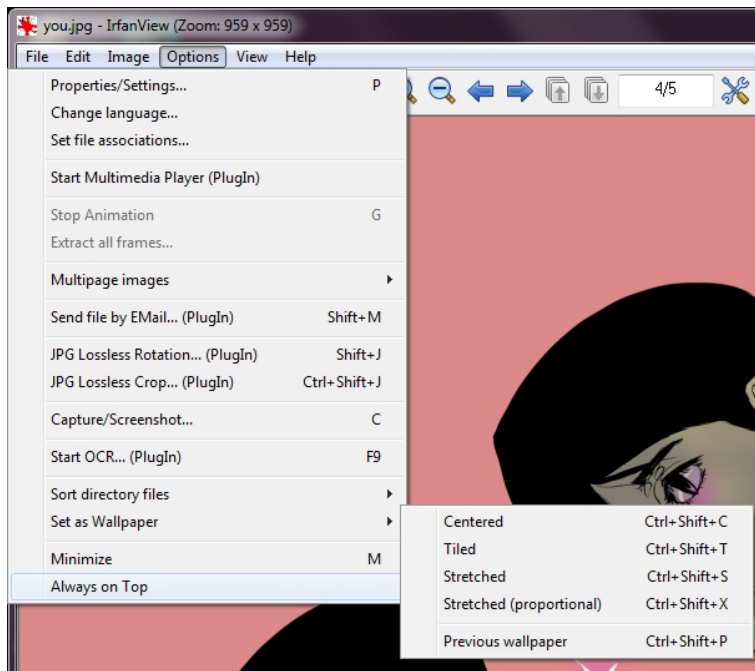 you.jpg - IrfanView (Zoom: 959 x 959)
File Edit Image Options View Help
4/5
Properties/Settings... P
Change language...
Set file associations...
Start Multimedia Player (PlugIn)
Stop Animation G
Extract all frames...
Multipage images
Send file by EMail... (PlugIn) Shift+M
JPG Lossless Rotation... (PlugIn) Shift+J
JPG Lossless Crop... (PlugIn) Ctrl+Shift+J
Capture/Screenshot... C
Start OCR... (PlugIn) F9
Sort directory files
Set as Wallpaper
Minimize M
Always on Top
Centered Ctrl+Shift+C
Tiled Ctrl+Shift+T
Stretched Ctrl+Shift+S
Stretched (proportional) Ctrl+Shift+X
Previous wallpaper Ctrl+Shift+P